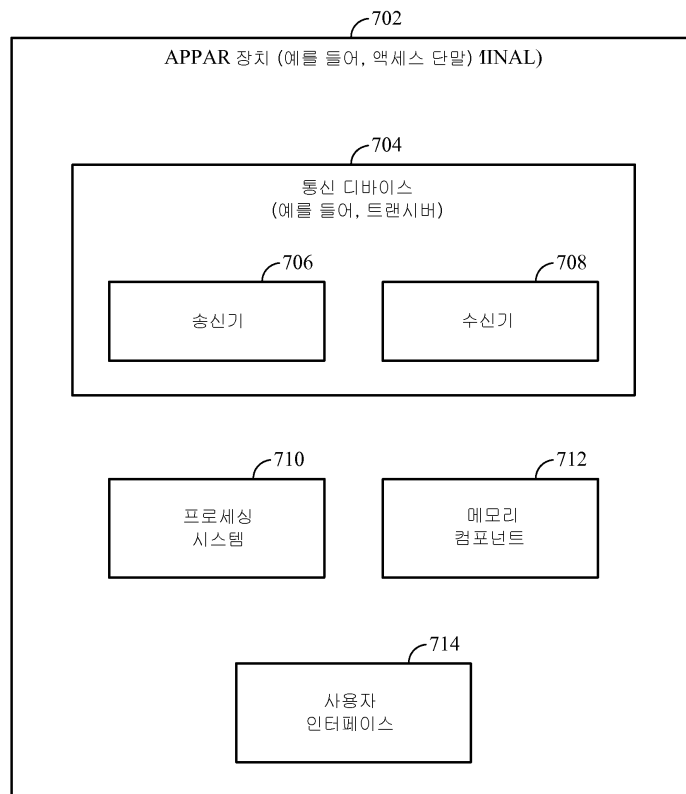 702
APPAR 장치 (예를 들어, 액세스 단말) MINAL)
704
통신 디바이스
(예를 들어, 트랜시버)
706
708
송신기
수신기
710
712
프로세싱
시스템
메모리
컴포넌트
714
사용자
인터페이스